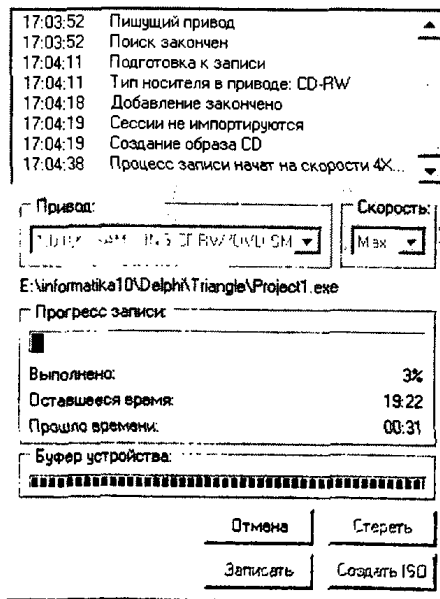 17:03:52 Пишущий привод
17:03:52 Поиск закончен
17:04:11 Подготовка к записи
17:04:11 Тип носителя в приводе: CD-RW
17:04:18 Добавление закончено
17:04:19 Сессии не импортируются
17:04:19 Создание образа CD
17:04:38 Процесс записи начат на скорости 4X...
Привод: Скорость:
Max
E:\informatika10\Delphi\Triangle\Project1.exe
Прогресс записи:
Выполнено: 3%
Оставшееся время: 19:22
Прошло времени: 00:31
Буфер устройства:
Отмена Стереть
Записать Создать ISO